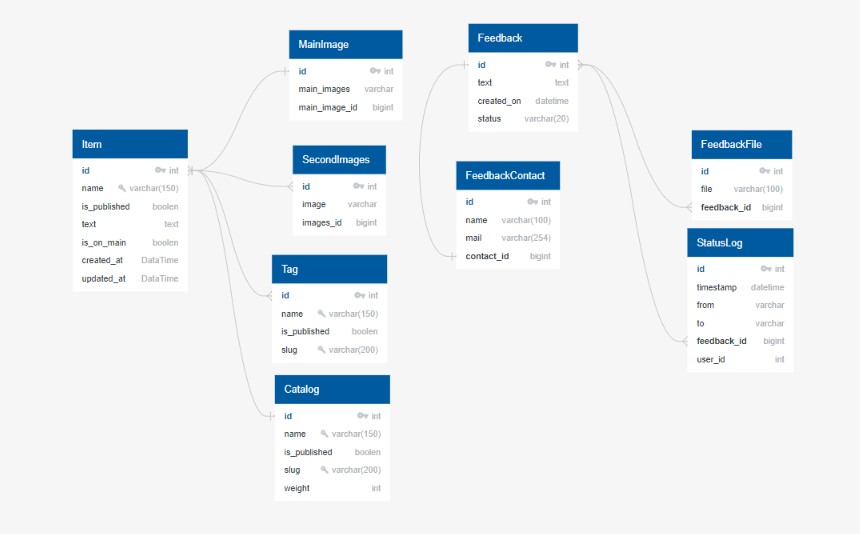 MainImage
id int
main_images varchar
main_image_id bigint
Feedback
id int
text text
created_on datetime
status varchar(20)
Item
id int
name varchar(150)
is_published boolen
text text
is_on_main boolen
created_at DataTime
updated_at DataTime
SecondImages
id int
image varchar
images_id bigint
FeedbackContact
id int
name varchar(100)
mail varchar(254)
contact_id bigint
FeedbackFile
id int
file varchar(100)
feedback_id bigint
StatusLog
id int
timestamp datetime
from varchar
to varchar
feedback_id bigint
user_id int
Tag
id int
name varchar(150)
is_published boolen
slug varchar(200)
Catalog
id int
name varchar(150)
is_published boolen
slug varchar(200)
weight int